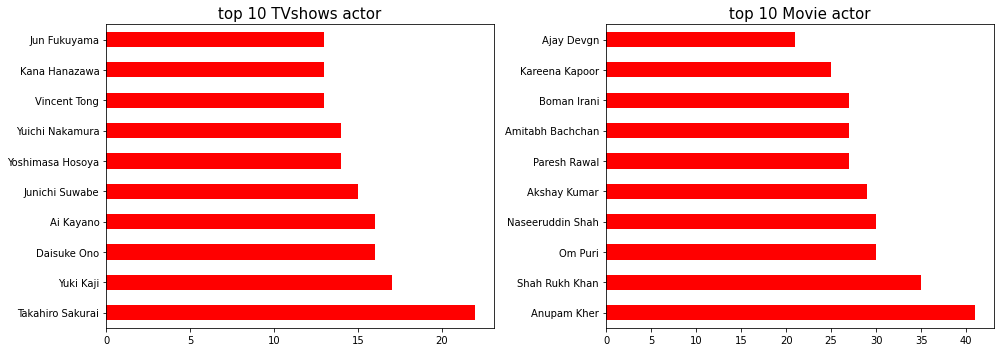 top 10 TVshows actor
Jun Fukuyama
Kana Hanazawa
Vincent Tong
Yuichi Nakamura
Yoshimasa Hosoya
Junichi Suwabe
Ai Kayano
Daisuke Ono
Yuki Kaji
Takahiro Sakurai
0 5 10 15 20
top 10 Movie actor
Ajay Devgn
Kareena Kapoor
Boman Irani
Amitabh Bachchan
Paresh Rawal
Akshay Kumar
Naseeruddin Shah
Om Puri
Shah Rukh Khan
Anupam Kher
0 5 10 15 20 25 30 35 40